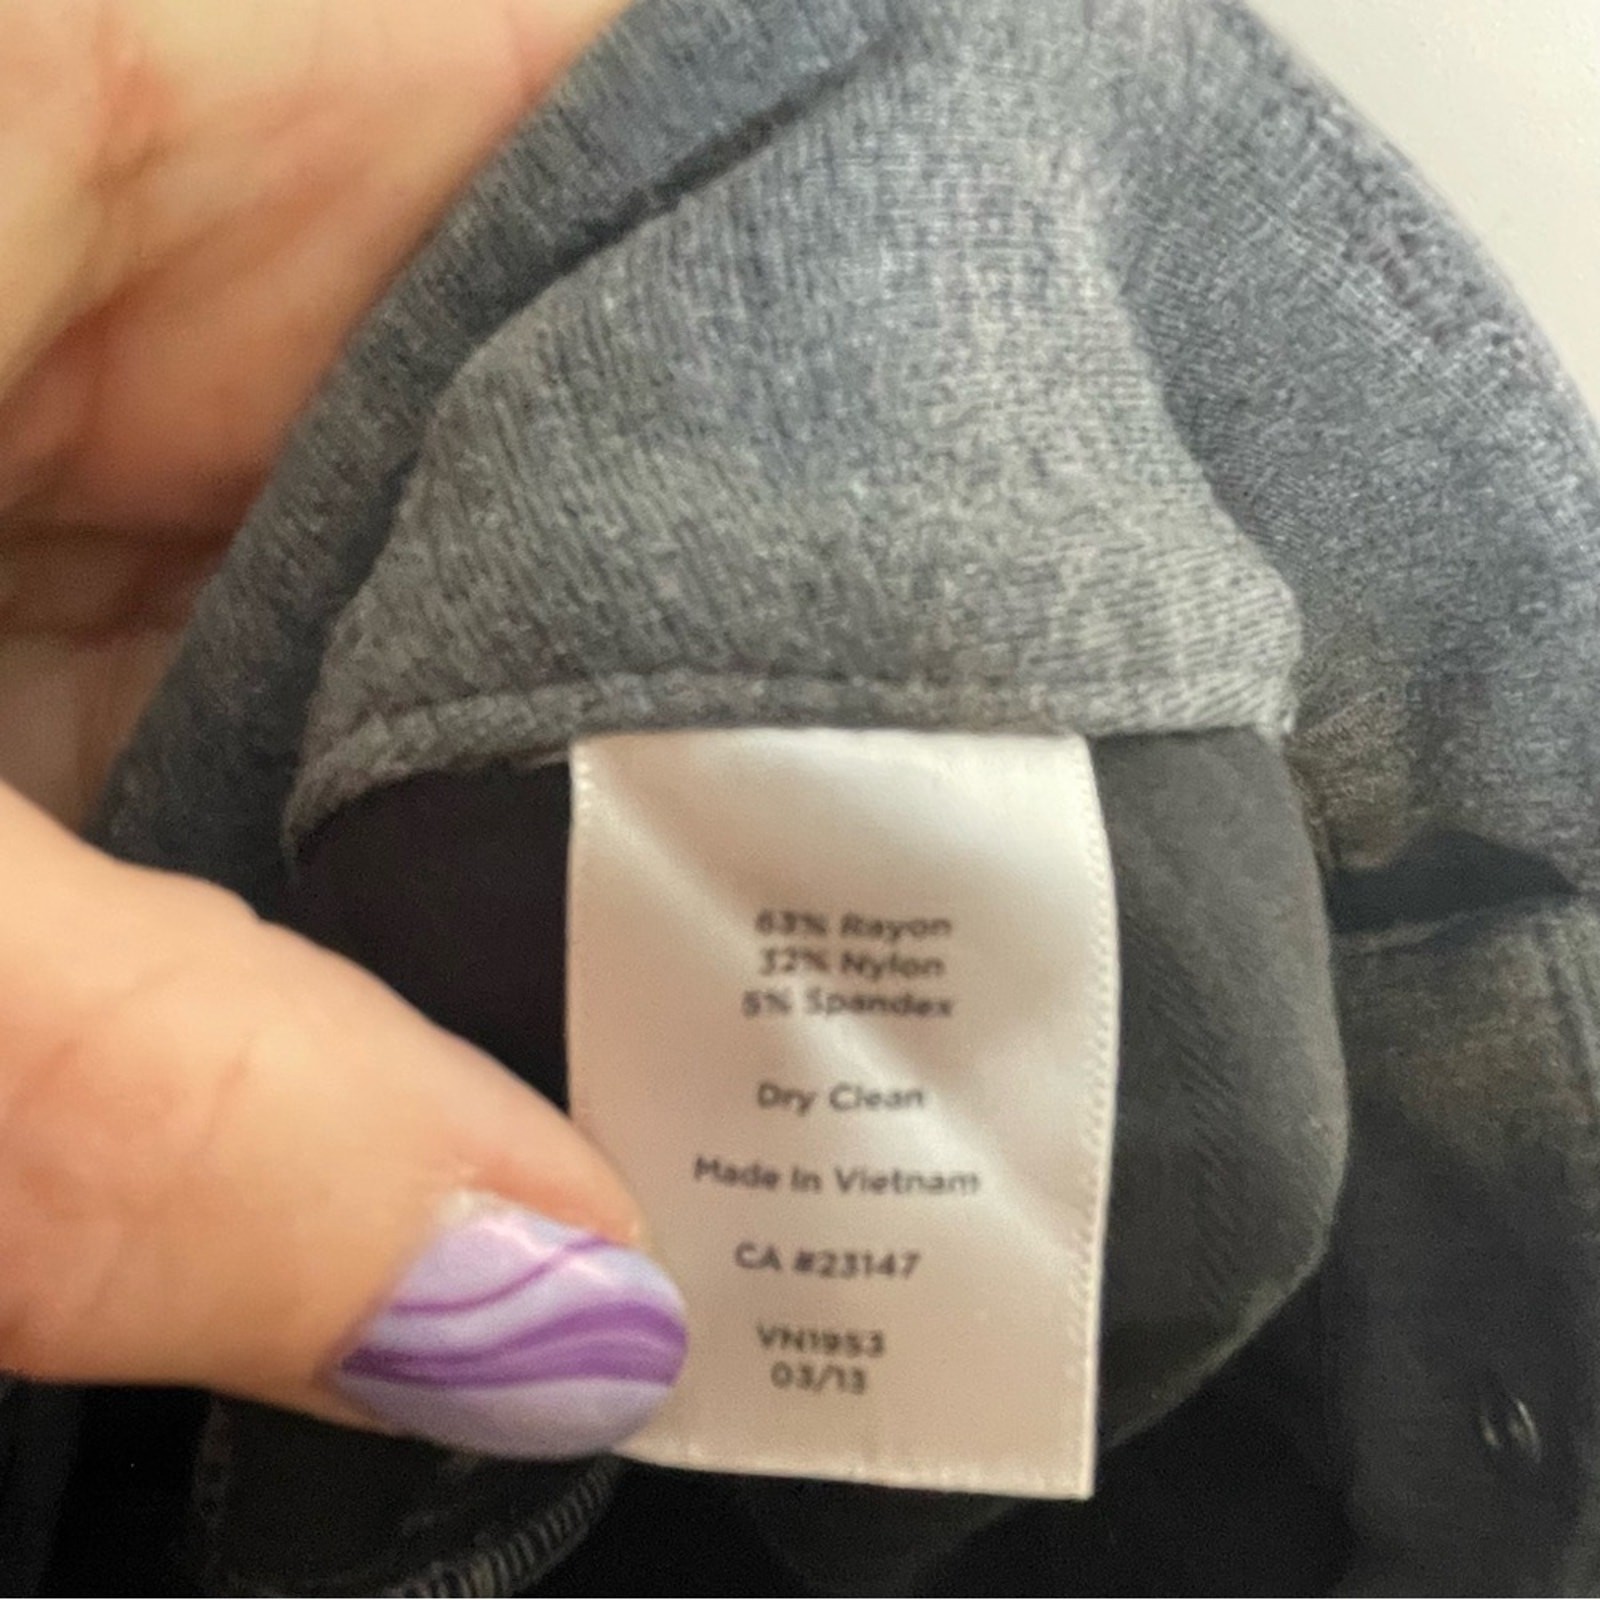 63% Rayon
32% Nylon
5% Spandex
Dry Clean
Made In Vietnam
CA #23147
VN1953
03/13